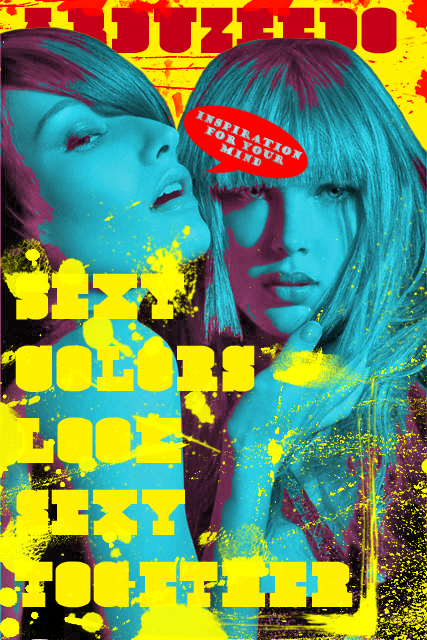 ABDUZEEDO
INSPIRATION
FOR YOUR
MIND
SEXY
COLORS
LOOK
SEXY
TOGETHER